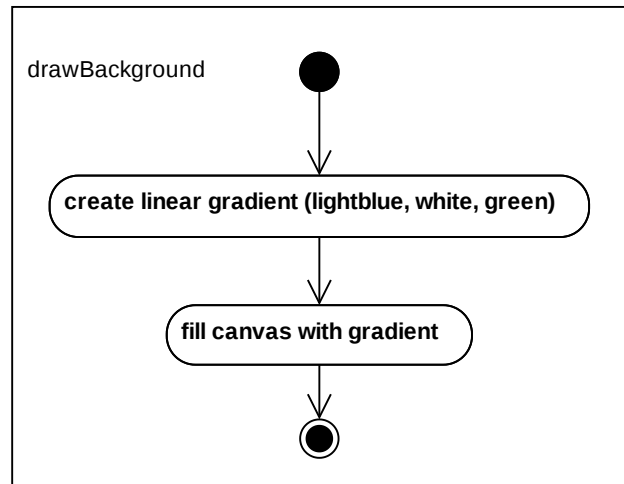 drawBackground
create linear gradient (lightblue, white, green)
fill canvas with gradient